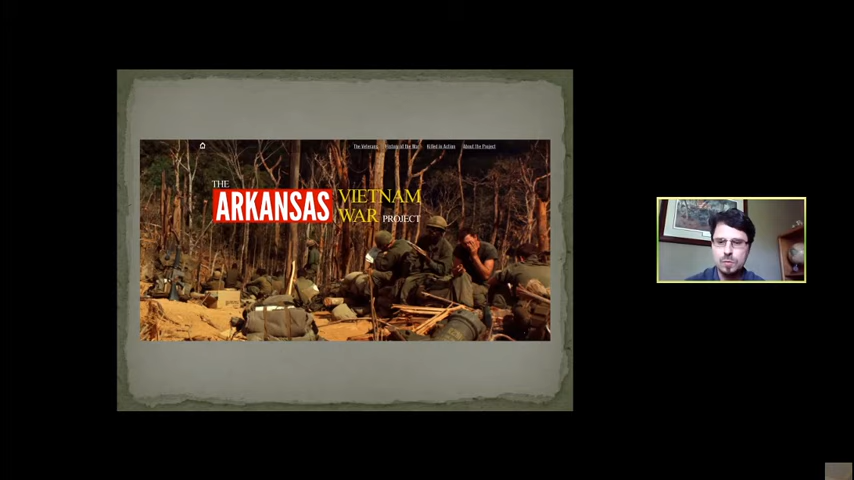 The Veterans History of the War Killed in Action About the Project
THE
ARKANSAS VIETNAM
WAR PROJECT